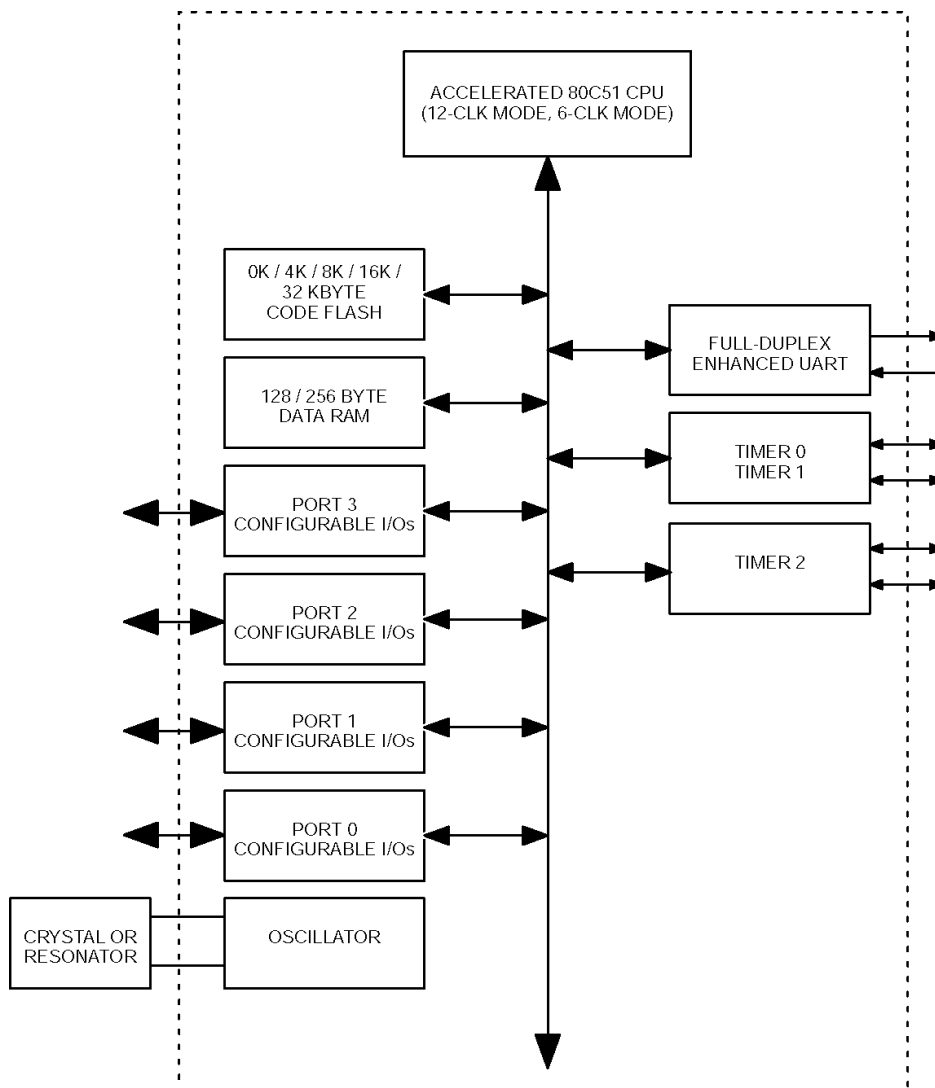 ACCELERATED 80C51 CPU
(12-CLK MODE, 6-CLK MODE)
0K / 4K / 8K / 16K /
32 KBYTE
CODE FLASH
128 / 256 BYTE
DATA RAM
PORT 3
CONFIGURABLE I/Os
PORT 2
CONFIGURABLE I/Os
PORT 1
CONFIGURABLE I/Os
PORT 0
CONFIGURABLE I/Os
CRYSTAL OR
RESONATOR
OSCILLATOR
FULL-DUPLEX
ENHANCED UART
TIMER 0
TIMER 1
TIMER 2